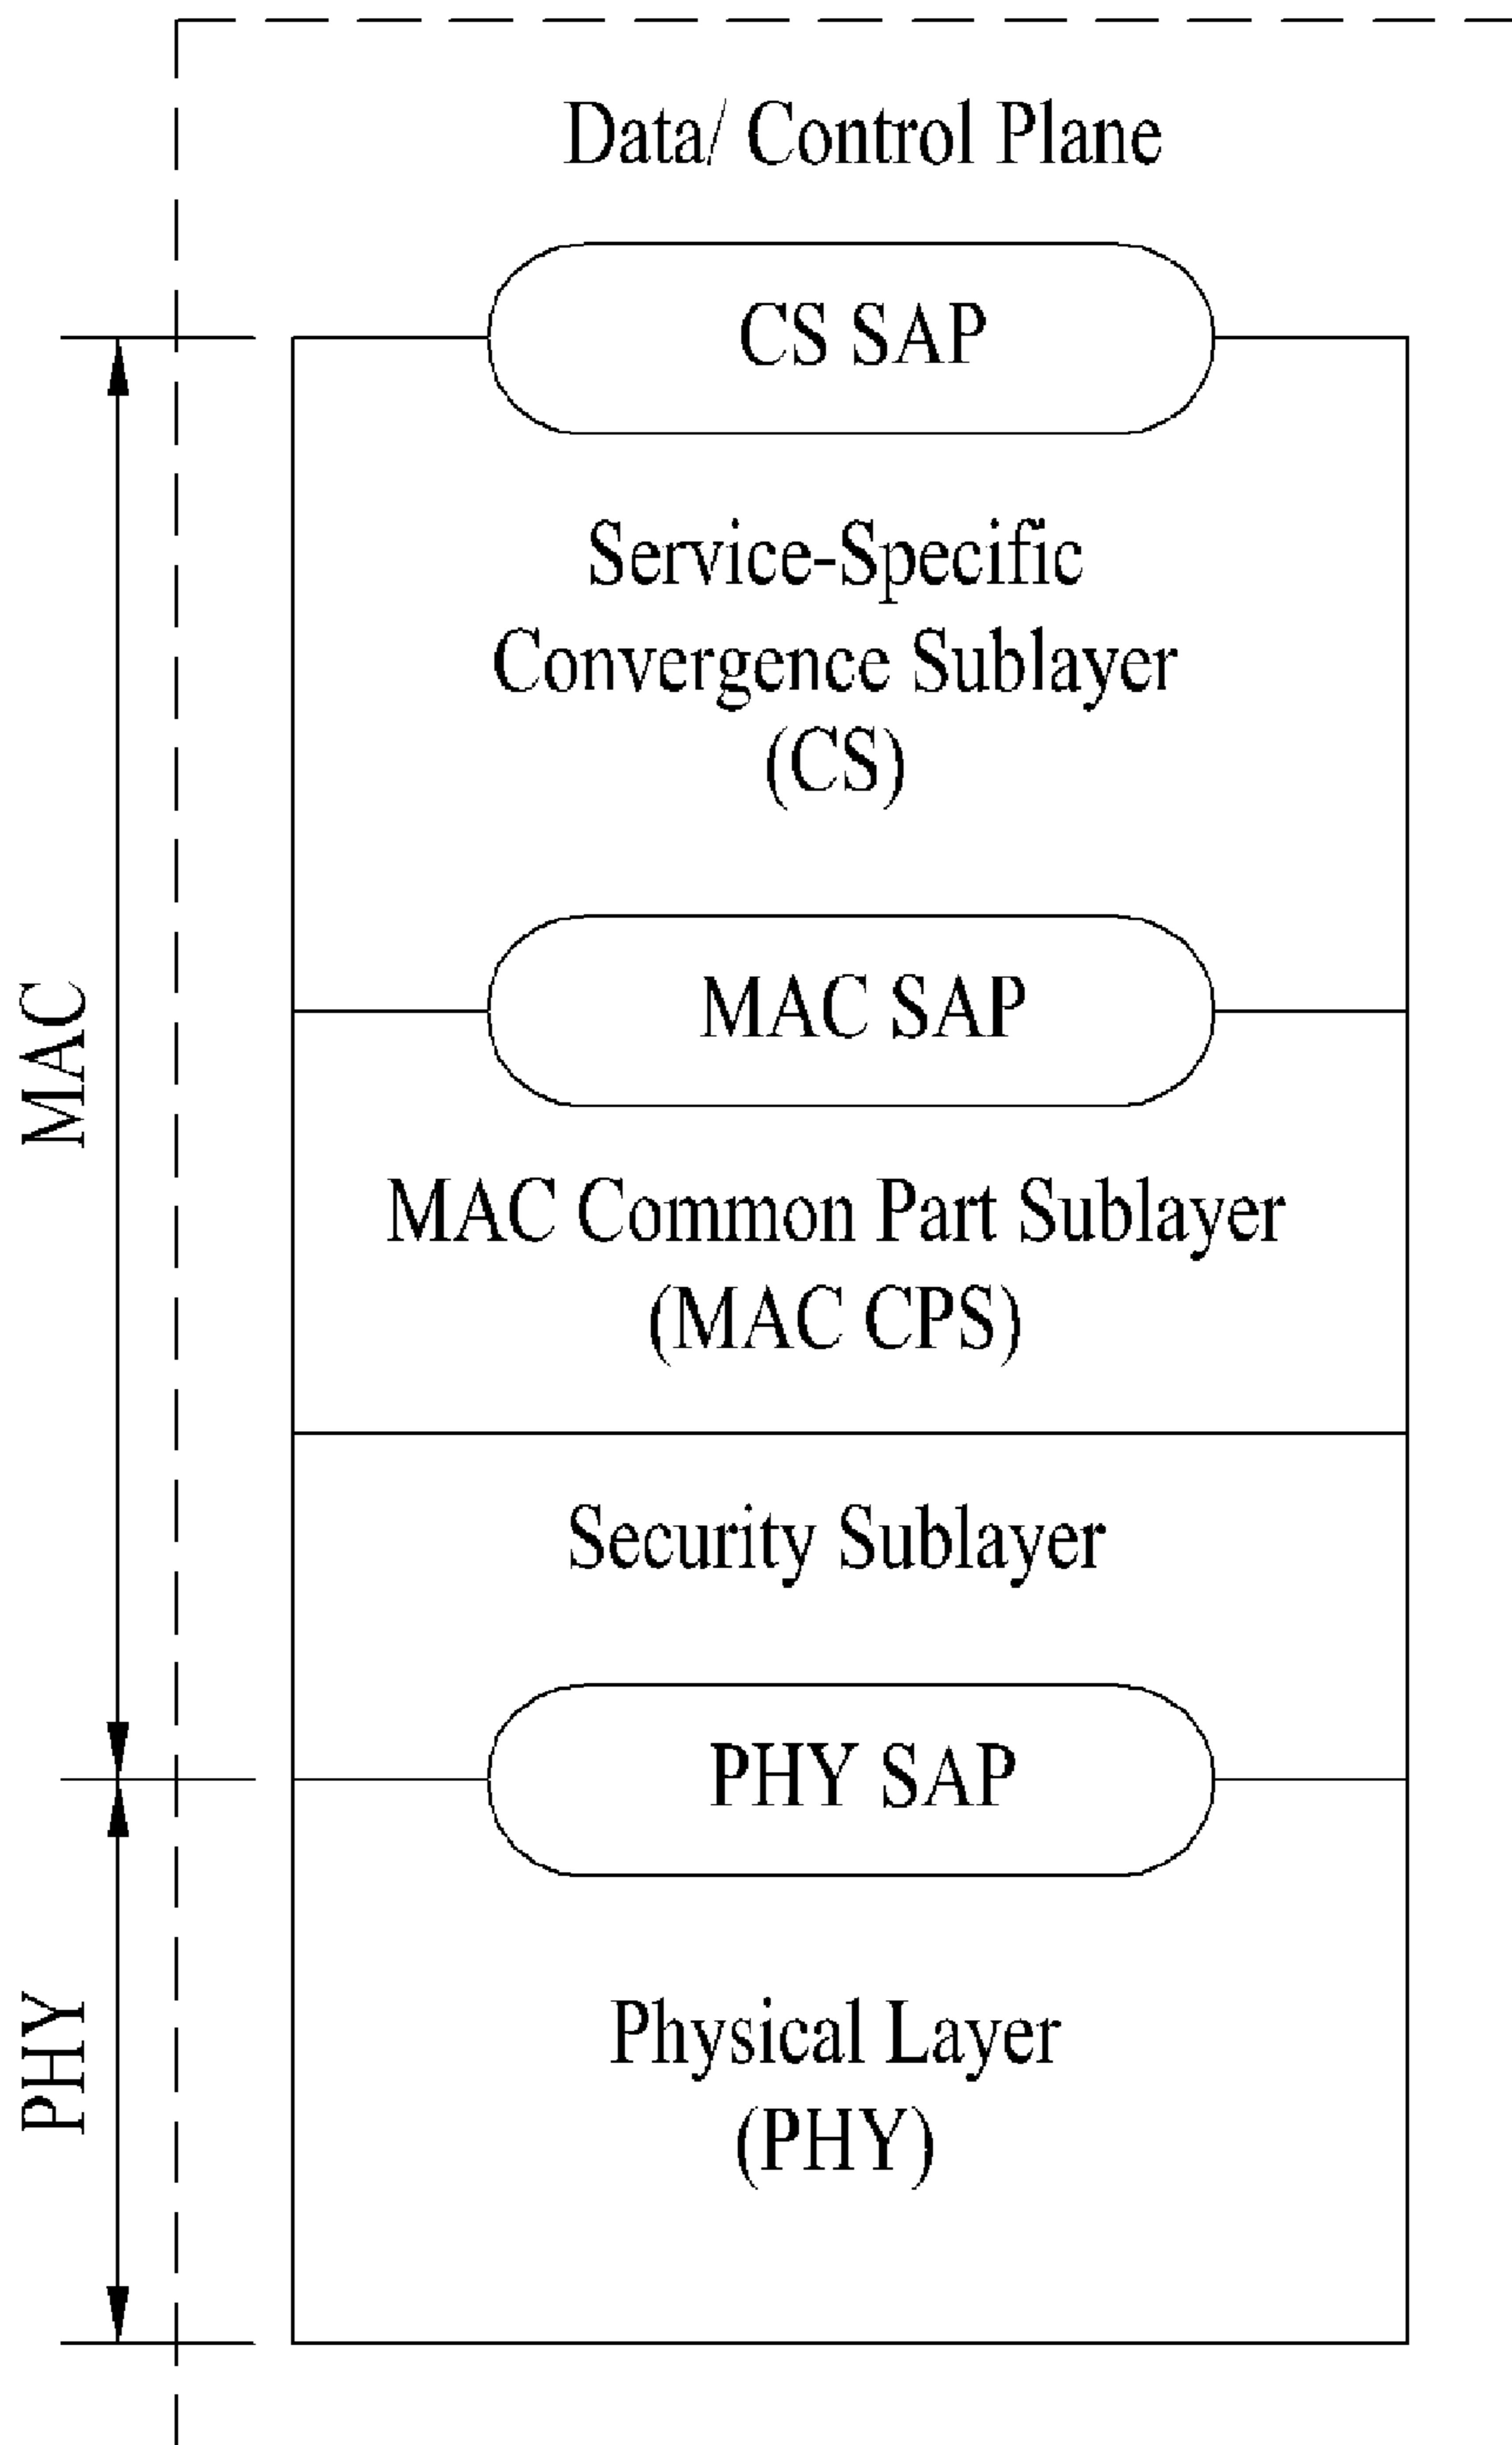 Data/ Control Plane
CS SAP
Service-Specific
Convergence Sublayer
(CS)
MAC SAP
MAC
MAC Common Part Sublayer
(MAC CPS)
Security Sublayer
PHY SAP
PHY
Physical Layer
(PHY)